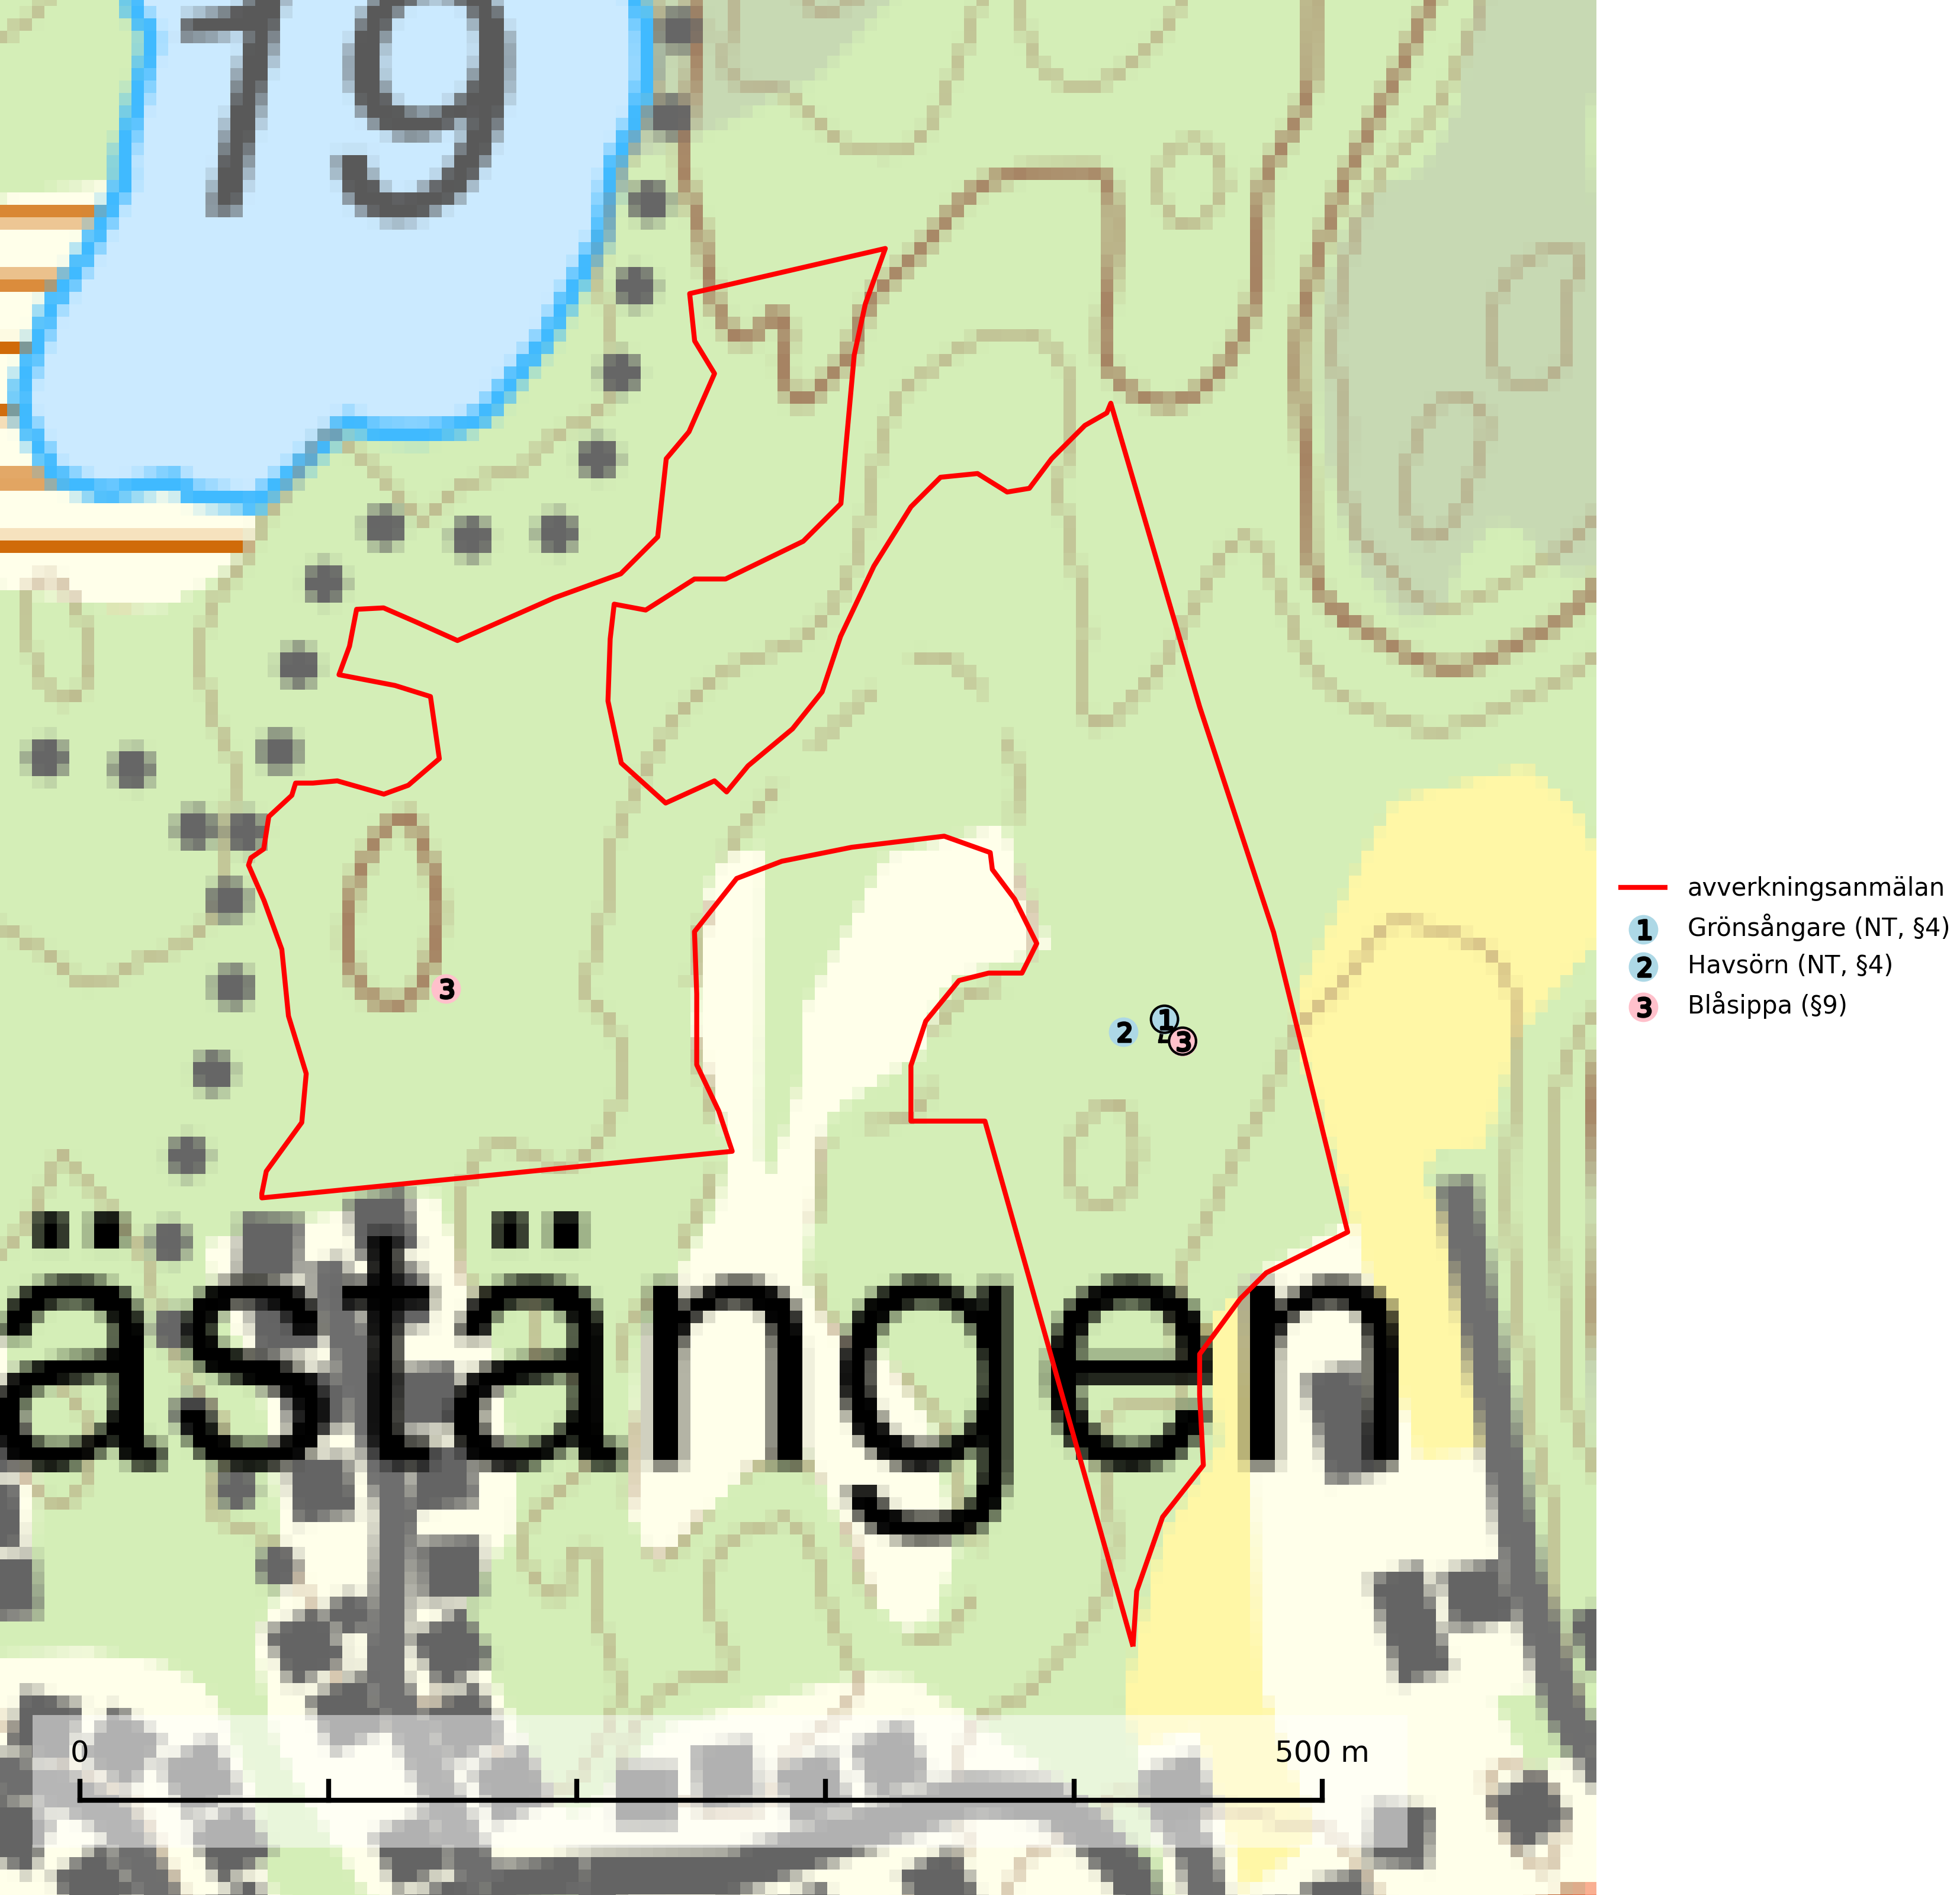 19
avverkningsanmälan
1 Grönsångare (NT, §4)
2 Havsörn (NT, §4)
3 Blåsippa (§9)
3
2
1
3
ästängen
0 500 m